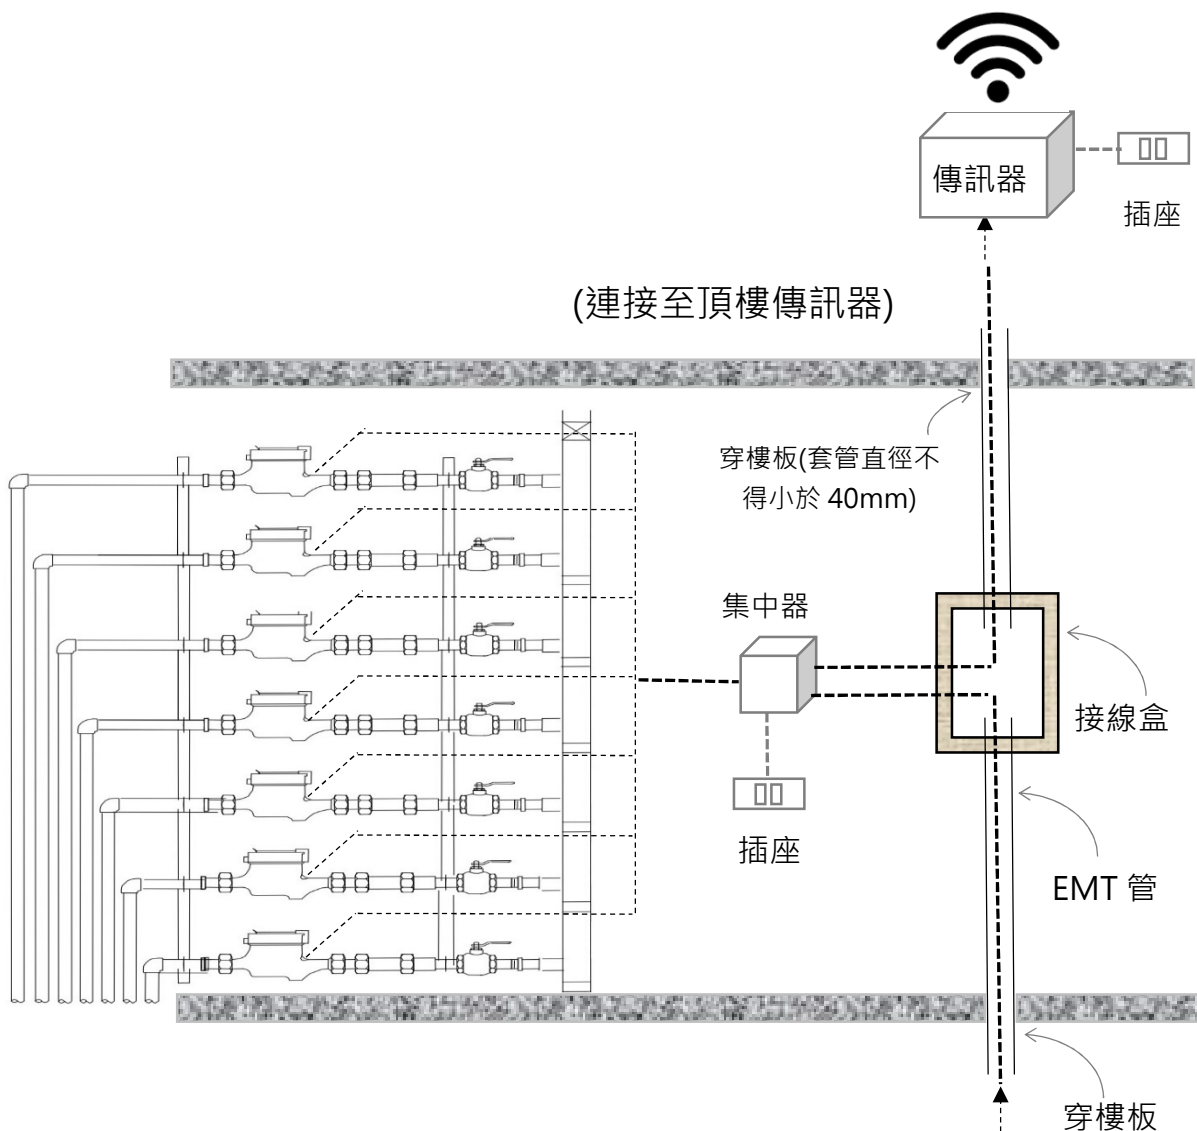 傳訊器
插座
(連接至頂樓傳訊器)
穿樓板(套管直徑不
得小於 40mm)
集中器
接線盒
插座
EMT 管
穿樓板